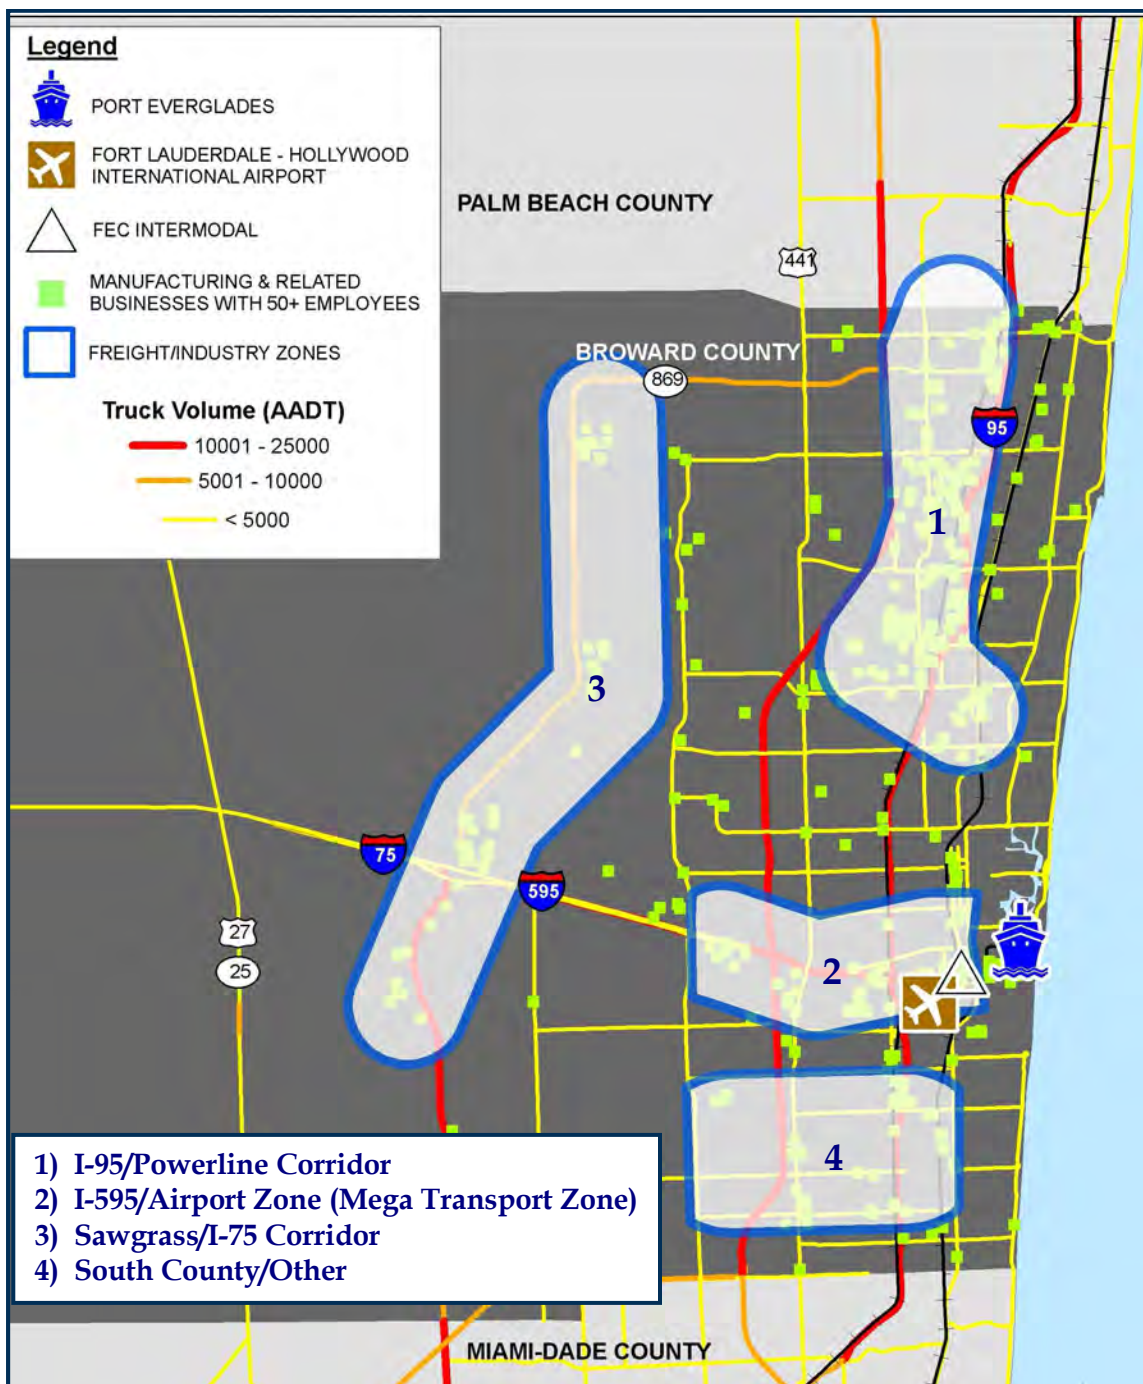 Legend
PORT EVERGLADES
FORT LAUDERDALE - HOLLYWOOD
INTERNATIONAL AIRPORT
FEC INTERMODAL
MANUFACTURING & RELATED
BUSINESSES WITH 50+ EMPLOYEES
FREIGHT/INDUSTRY ZONES
Truck Volume (AADT)
10001 - 25000
5001 - 10000
< 5000
PALM BEACH COUNTY
441
BROWARD COUNTY
869
95
1
3
75
595
27
25
2
4
1) I-95/Powerline Corridor
2) I-595/Airport Zone (Mega Transport Zone)
3) Sawgrass/I-75 Corridor
4) South County/Other
MIAMI-DADE COUNTY